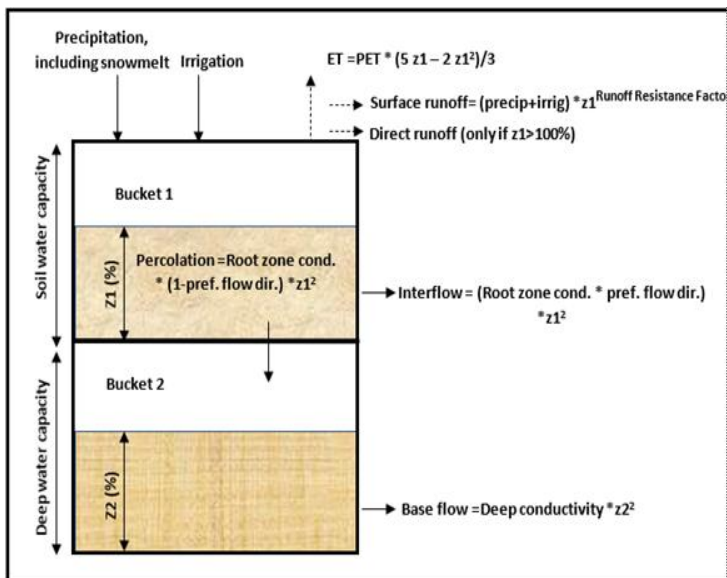 Precipitation,
including snowmelt
Irrigation
ET =PET * (5 z1 – 2 z1²)/3
Surface runoff= (precip+irrig) *z1^Runoff Resistance Facto
Direct runoff (only if z1>100%)
Soil water capacity
Bucket 1
Z1 (%)
Percolation =Root zone cond.
* (1-pref. flow dir.) *z1²
Interflow = (Root zone cond. * pref. flow dir.)
*z1²
Deep water capacity
Bucket 2
Z2 (%)
Base flow =Deep conductivity *z2²